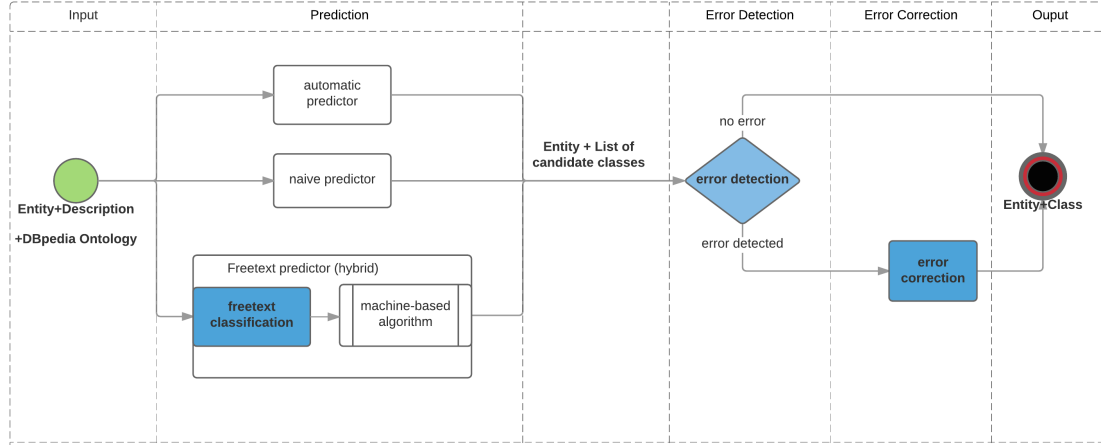 Input
Prediction
Error Detection
Error Correction
Ouput
automatic
predictor
naive predictor
Freetext predictor (hybrid)
freetext
classification
machine-based
algorithm
Entity+Description
+DBpedia Ontology
Entity + List of
candidate classes
no error
error detection
error detected
error
correction
Entity+Class